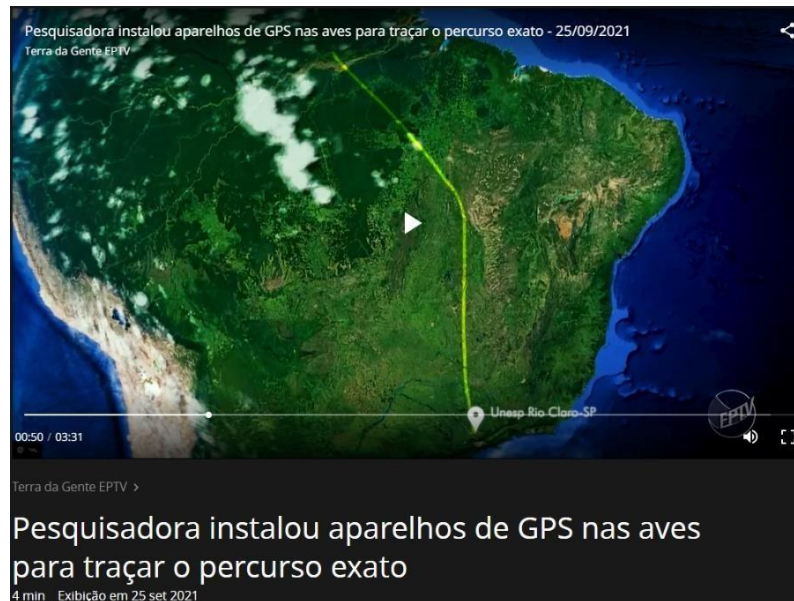 Pesquisadora instalou aparelhos de GPS nas aves para traçar o percurso exato - 25/09/2021
Terra da Gente EPTV
Unesp Rio Claro-SP
EPTV
00:50 / 03:31
Terra da Gente EPTV >
Pesquisadora instalou aparelhos de GPS nas aves
para traçar o percurso exato
4 min Exibição em 25 set 2021